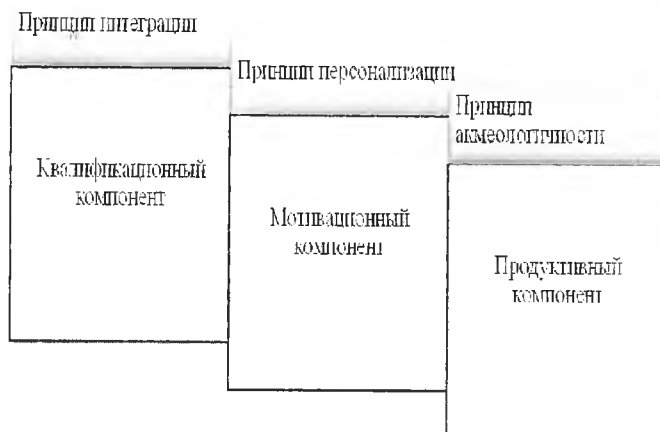 Принцип интеграции
Квалификационный
компонент
Принцип персонализации
Мотивационный
компонент
Принцип
акмеологичности
Продуктивный
компонент